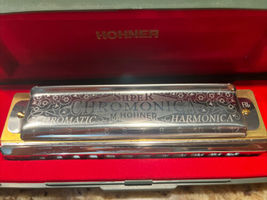 HOHNER
SUPER
CHROMONICA
CHROMATIC M. HOHNER HARMONICA